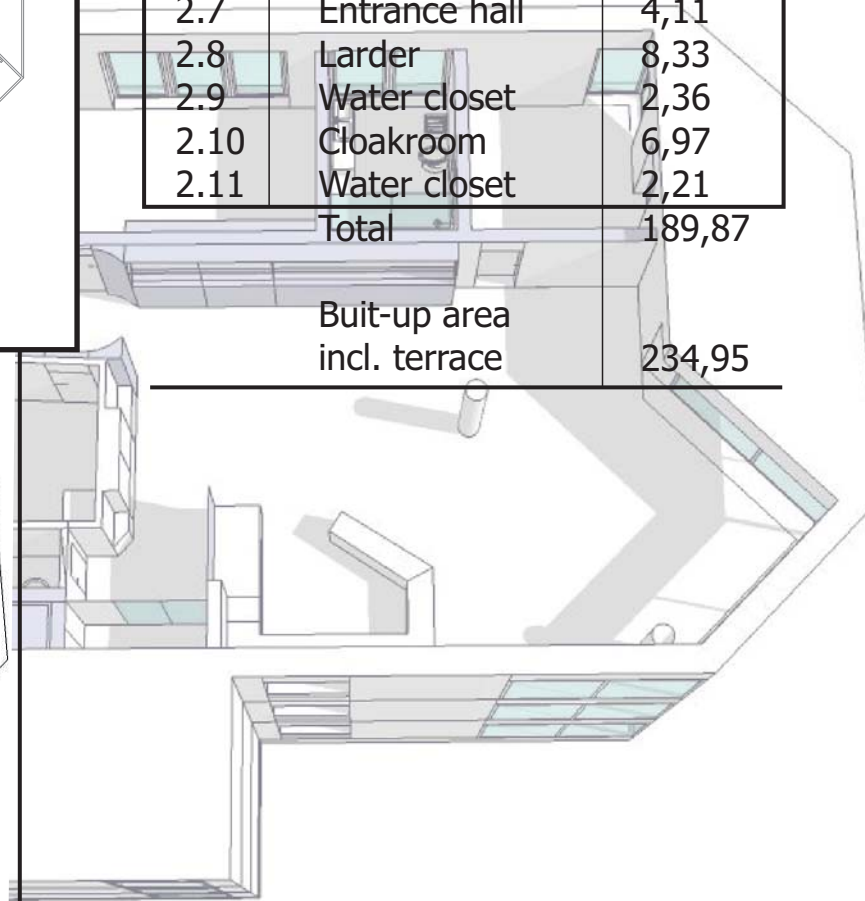 2.7 Entrance hall 4,11
2.8 Larder 8,33
2.9 Water closet 2,36
2.10 Cloakroom 6,97
2.11 Water closet 2,21
Total 189,87
Buit-up area
incl. terrace 234,95